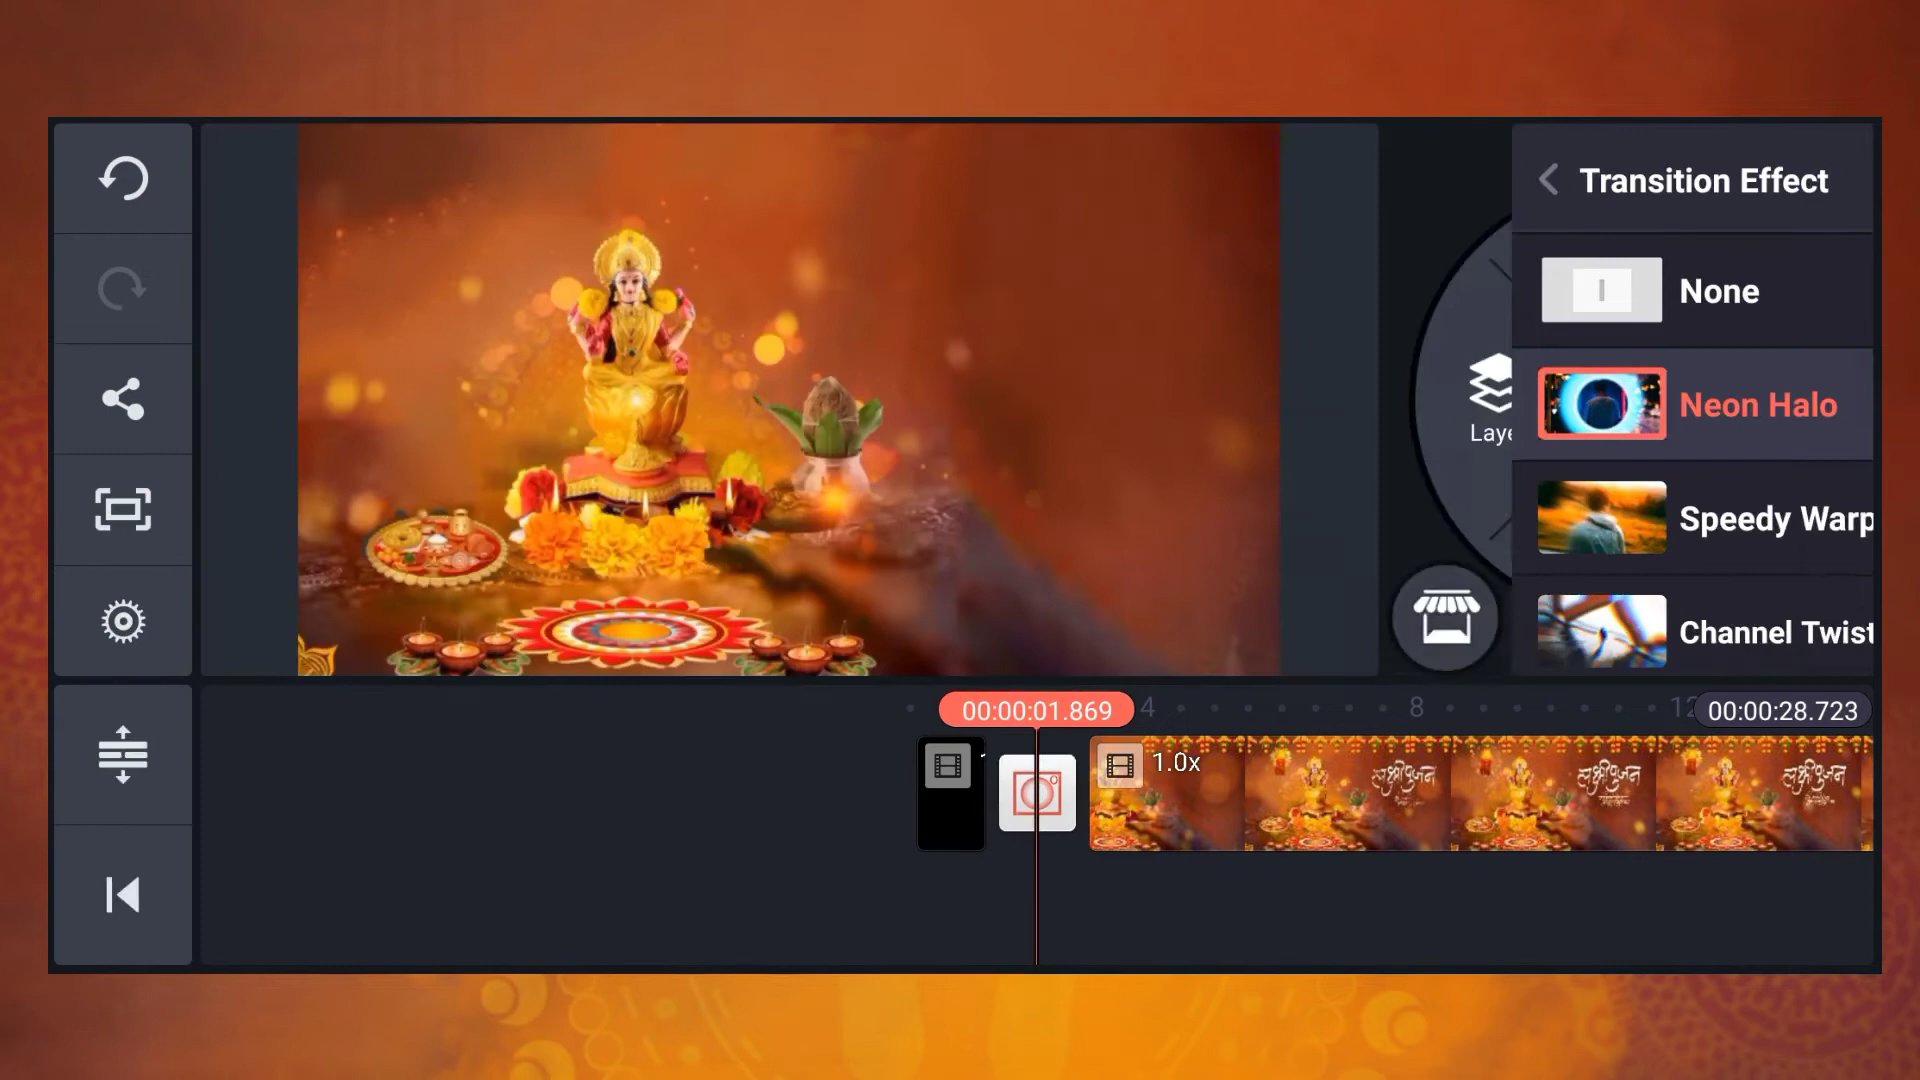 Transition Effect
None
Neon Halo
Laye
Speedy Warp
Channel Twist
00:00:01.869
4
8
12
00:00:28.723
1.0x
लक्ष्मीपूजन
लक्ष्मीपूजन
लक्ष्मीपूजन